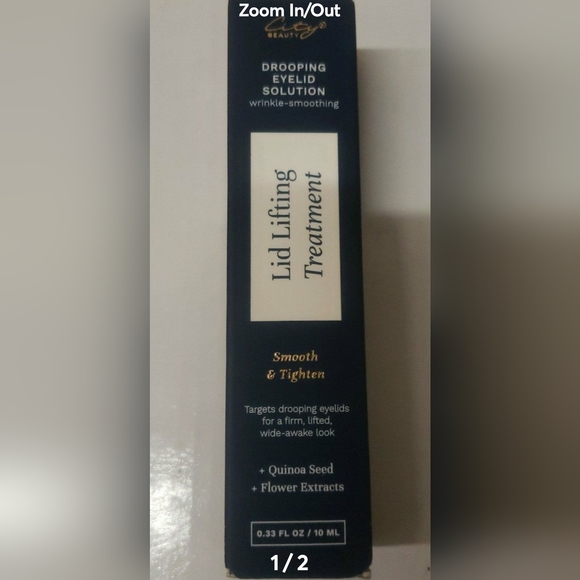 Zoom In/Out
City
BEAUTY
DROOPING
EYELID
SOLUTION
wrinkle-smoothing
Lid Lifting
Treatment
Smooth
& Tighten
Targets drooping eyelids
for a firm, lifted,
wide-awake look
+ Quinoa Seed
+ Flower Extracts
0.33 FL OZ / 10 ML
1 / 2